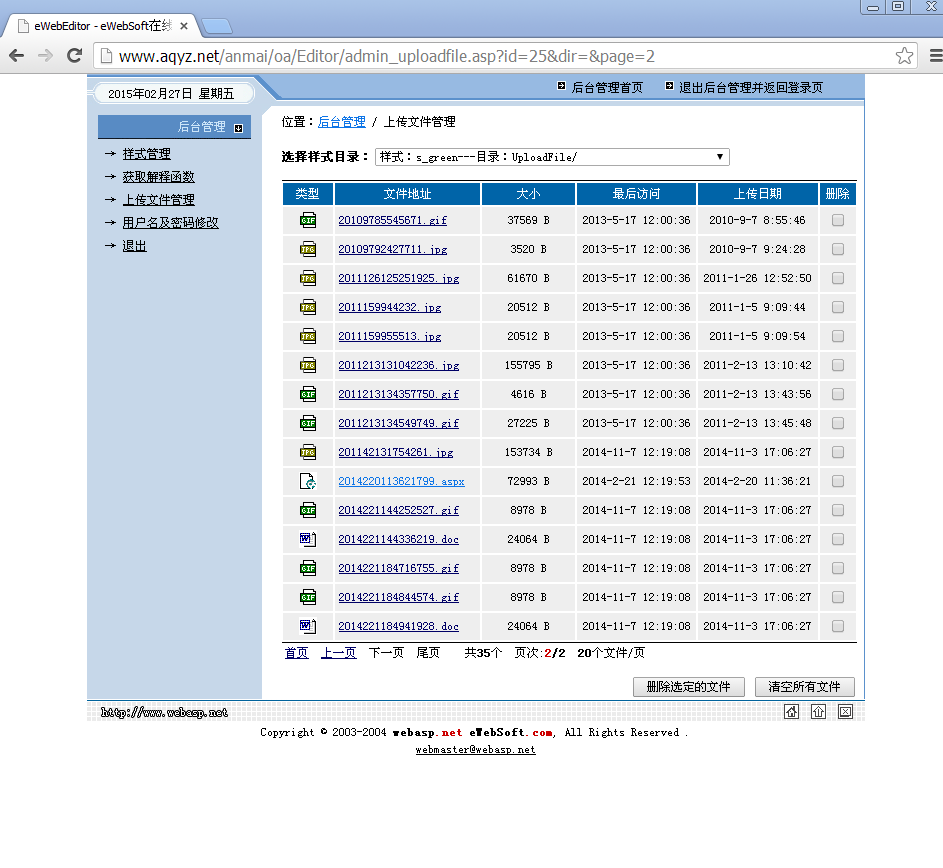 eWebEditor - eWebSoft在线
www.aqyz.net/anmai/oa/Editor/admin_uploadfile.asp?id=25&dir=&page=2
2015年02月27日 星期五
后台管理首页 退出后台管理并返回登录页
后台管理
样式管理
获取解释函数
上传文件管理
用户名及密码修改
退出
位置：后台管理 / 上传文件管理
选择样式目录： 样式：s_green---目录：UploadFile/
类型 文件地址 大小 最后访问 上传日期 删除
GIF 20109785545671.gif 37569 B 2013-5-17 12:00:36 2010-9-7 8:55:46
JPG 20109792427711.jpg 3520 B 2013-5-17 12:00:36 2010-9-7 9:24:28
JPG 2011126125251925.jpg 61670 B 2013-5-17 12:00:36 2011-1-26 12:52:50
JPG 2011159944232.jpg 20512 B 2013-5-17 12:00:36 2011-1-5 9:09:44
JPG 2011159955513.jpg 20512 B 2013-5-17 12:00:36 2011-1-5 9:09:54
JPG 2011213131042236.jpg 155795 B 2013-5-17 12:00:36 2011-2-13 13:10:42
GIF 2011213134357750.gif 4616 B 2013-5-17 12:00:36 2011-2-13 13:43:56
GIF 2011213134549749.gif 27225 B 2013-5-17 12:00:36 2011-2-13 13:45:48
JPG 201142131754261.jpg 153734 B 2014-11-7 12:19:08 2014-11-3 17:06:27
2014220113621799.aspx 72993 B 2014-2-21 12:19:53 2014-2-20 11:36:21
GIF 2014221144252527.gif 8978 B 2014-11-7 12:19:08 2014-11-3 17:06:27
W 2014221144336219.doc 24064 B 2014-11-7 12:19:08 2014-11-3 17:06:27
GIF 2014221184716755.gif 8978 B 2014-11-7 12:19:08 2014-11-3 17:06:27
GIF 2014221184844574.gif 8978 B 2014-11-7 12:19:08 2014-11-3 17:06:27
W 2014221184941928.doc 24064 B 2014-11-7 12:19:08 2014-11-3 17:06:27
首页 上一页 下一页 尾页 共35个 页次:2/2 20个文件/页
删除选定的文件 清空所有文件
http://www.webasp.net
Copyright © 2003-2004 webasp.net eWebSoft.com, All Rights Reserved .
webmaster@webasp.net